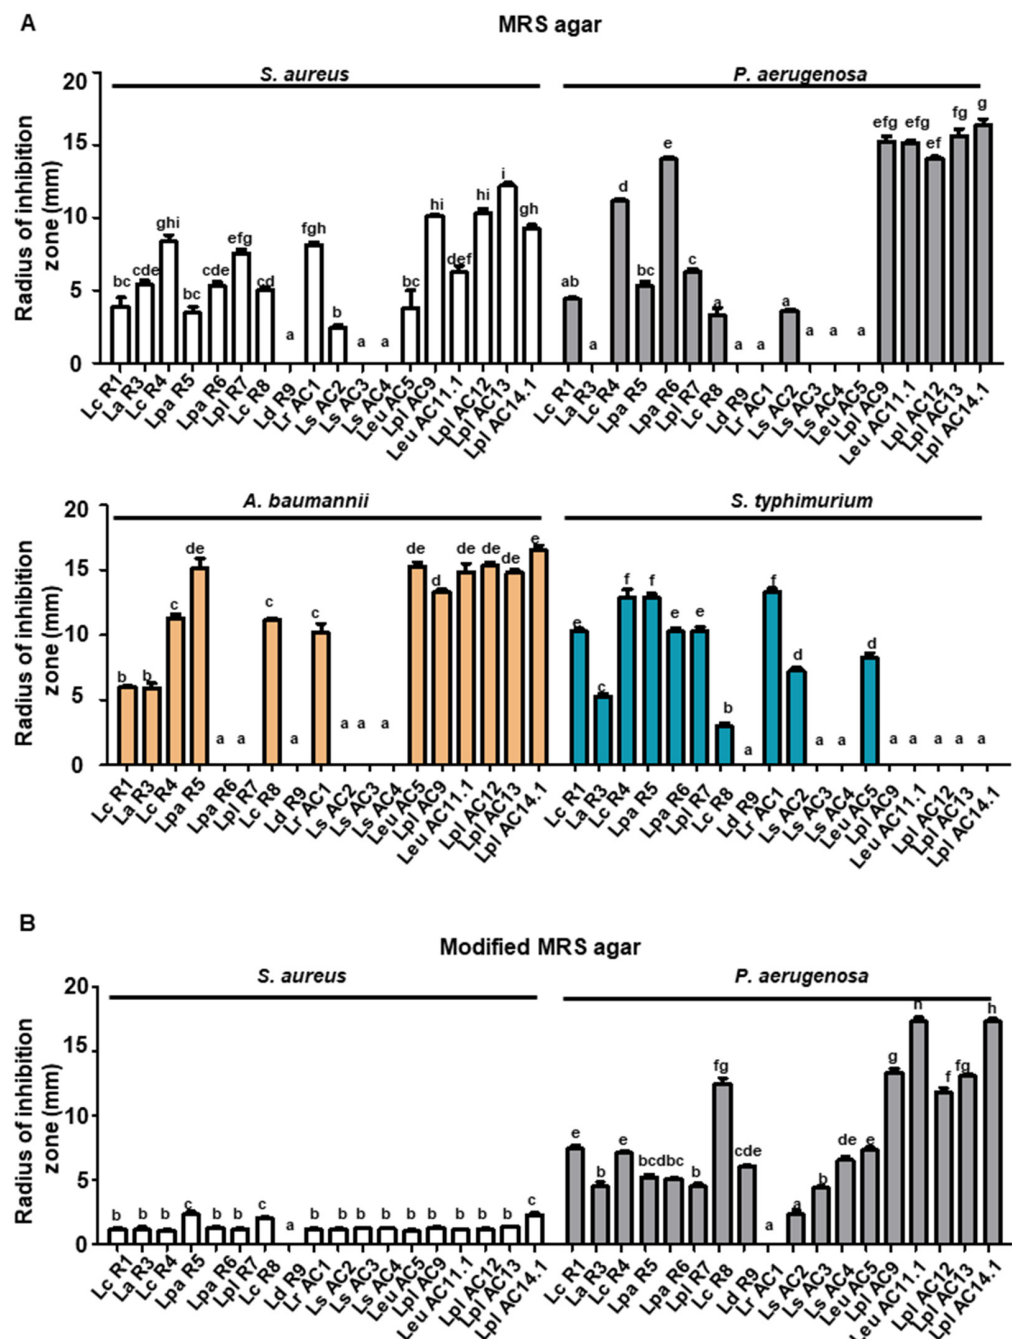 A
MRS agar
S. aureus
P. aerugenosa
Radius of inhibition
zone (mm)
20
15
10
5
0
bc cde ghi bc cde efg cd a fgh b a a bc hi def hi i gh
ab a d bc e c a a a a a a a efg efg ef fg g
Lc R1 La R3 Lc R4 Lpa R5 Lpa R6 Lpl R7 Lc R8 Ld R9 Lr AC1 Ls AC2 Ls AC3 Ls AC4 Leu AC5 Lpl AC9 Leu AC11.1 Lpl AC12 Lpl AC13 Lpl AC14.1
Lc R1 La R3 Lc R4 Lpa R5 Lpa R6 Lpl R7 Lc R8 Ld R9 Lr AC1 Ls AC2 Ls AC3 Ls AC4 Leu AC5 Lpl AC9 Leu AC11.1 Lpl AC12 Lpl AC13 Lpl AC14.1
A. baumannii
S. typhimurium
Radius of inhibition
zone (mm)
20
15
10
5
0
b b c de a a c a c a a a de d de de de e
e c f f e e b a f d a a d a a a a a
Lc R1 La R3 Lc R4 Lpa R5 Lpa R6 Lpl R7 Lc R8 Ld R9 Lr AC1 Ls AC2 Ls AC3 Ls AC4 Leu AC5 Lpl AC9 Leu AC11.1 Lpl AC12 Lpl AC13 Lpl AC14.1
Lc R1 La R3 Lc R4 Lpa R5 Lpa R6 Lpl R7 Lc R8 Ld R9 Lr AC1 Ls AC2 Ls AC3 Ls AC4 Leu AC5 Lpl AC9 Leu AC11.1 Lpl AC12 Lpl AC13 Lpl AC14.1
B
Modified MRS agar
S. aureus
P. aerugenosa
Radius of inhibition
zone (mm)
20
15
10
5
0
b b b c b b c a b b b b b b b b b c
e b e bcdbc b fg cde a a b de e g h f fg h
Lc R1 La R3 Lc R4 Lpa R5 Lpa R6 Lpl R7 Lc R8 Ld R9 Lr AC1 Ls AC2 Ls AC3 Ls AC4 Leu AC5 Lpl AC9 Leu AC11.1 Lpl AC12 Lpl AC13 Lpl AC14.1
Lc R1 La R3 Lc R4 Lpa R5 Lpa R6 Lpl R7 Lc R8 Ld R9 Lr AC1 Ls AC2 Ls AC3 Ls AC4 Leu AC5 Lpl AC9 Leu AC11.1 Lpl AC12 Lpl AC13 Lpl AC14.1